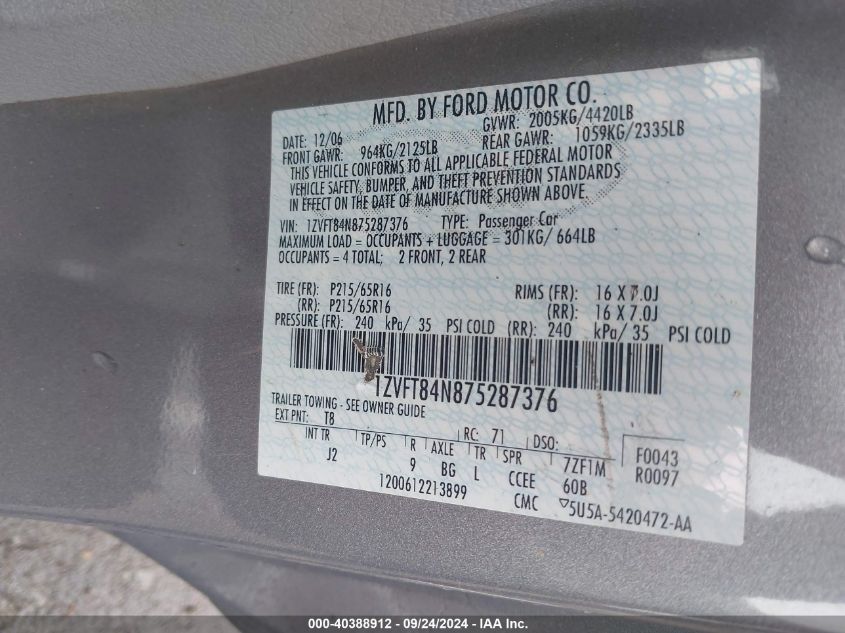 MFD. BY FORD MOTOR CO.
DATE: 12/06 GVWR: 2005KG/4420LB
FRONT GAWR: 964KG/2125LB REAR GAWR: 1059KG/2335LB
THIS VEHICLE CONFORMS TO ALL APPLICABLE FEDERAL MOTOR
VEHICLE SAFETY, BUMPER, AND THEFT PREVENTION STANDARDS
IN EFFECT ON THE DATE OF MANUFACTURE SHOWN ABOVE.
VIN: 1ZVFT84N875287376 TYPE: Passenger Car
MAXIMUM LOAD = OCCUPANTS + LUGGAGE = 301KG/ 664LB
OCCUPANTS = 4 TOTAL; 2 FRONT, 2 REAR
TIRE (FR): P215/65R16 RIMS (FR): 16 X 7.0J
(RR): P215/65R16 (RR): 16 X 7.0J
PRESSURE (FR): 240 kPa/ 35 PSI COLD (RR): 240 kPa/ 35 PSI COLD
1ZVFT84N875287376
TRAILER TOWING - SEE OWNER GUIDE
EXT PNT: T8 RC: 71 DSO: F0043
INT TR TP/PS R AXLE TR SPR 7ZF1M R0097
J2 9 BG L CCEE 60B
1200612213899 CMC ▽5U5A-5420472-AA
000-40388912 - 09/24/2024 - IAA Inc.